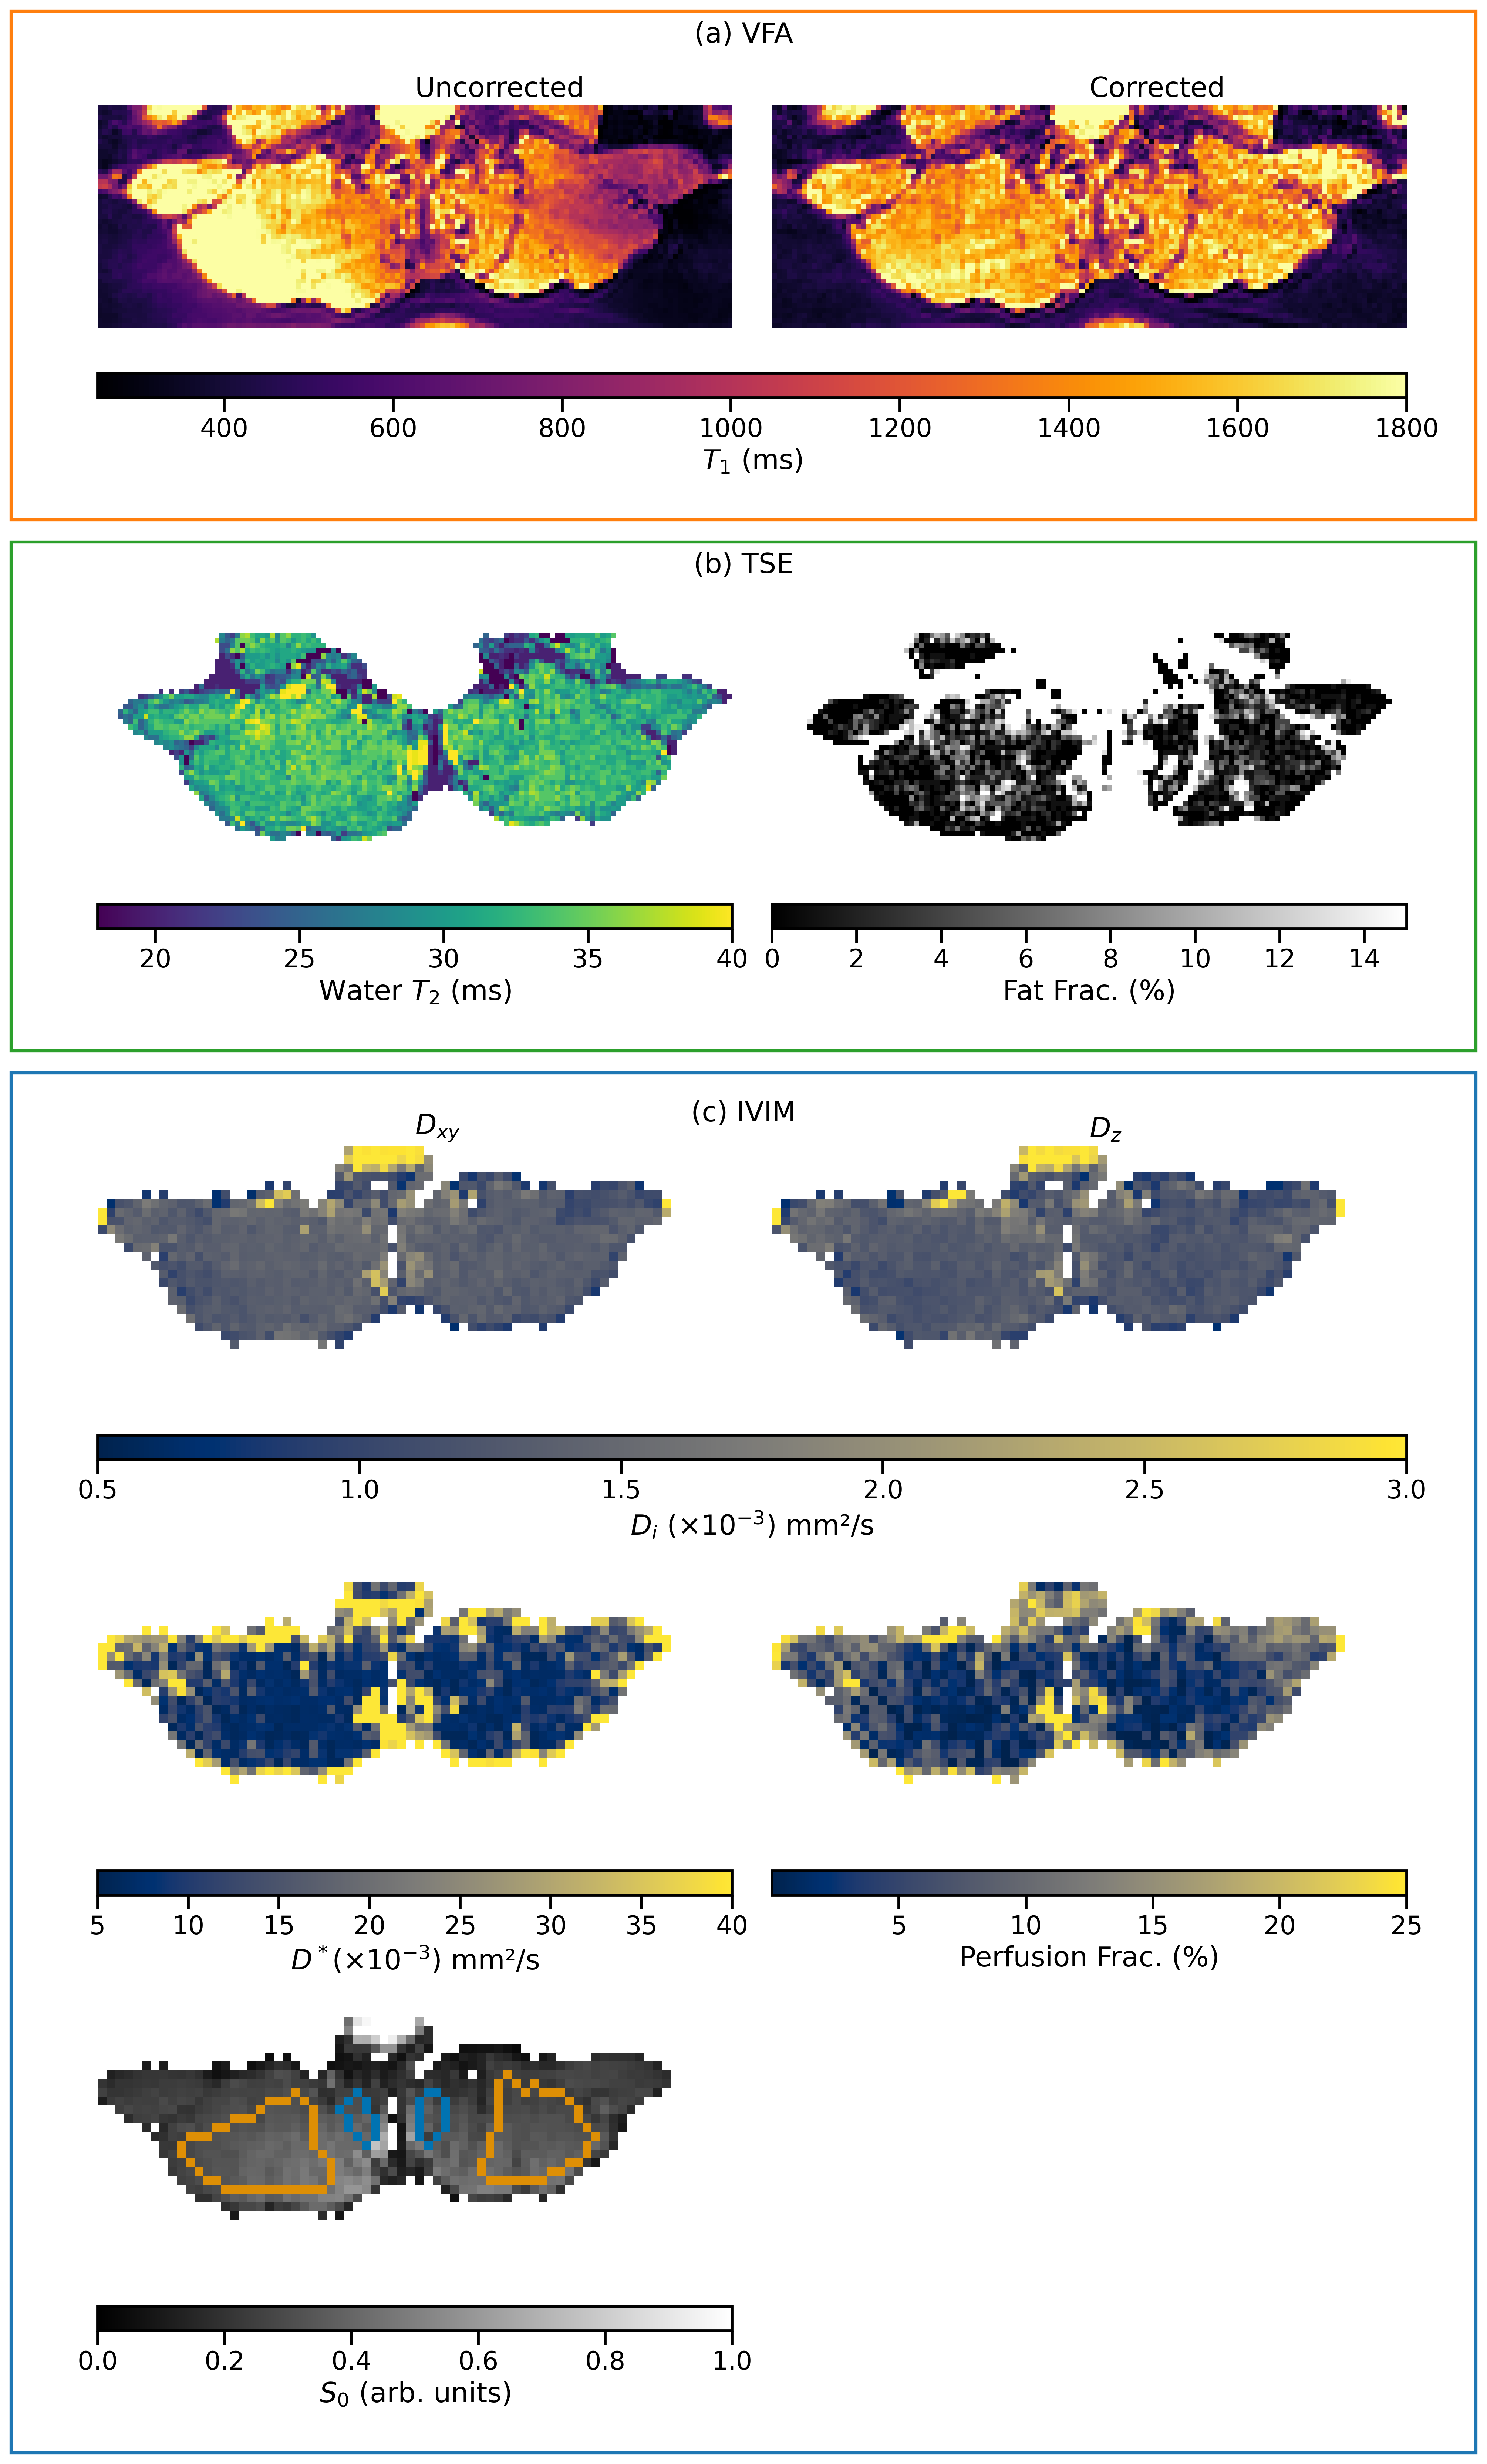 (a) VFA
Uncorrected Corrected
400 600 800 1000 1200 1400 1600 1800
T₁ (ms)
(b) TSE
20 25 30 35 40 0 2 4 6 8 10 12 14
Water T₂ (ms) Fat Frac. (%)
(c) IVIM
Dxy Dz
0.5 1.0 1.5 2.0 2.5 3.0
Dᵢ (×10⁻³) mm²/s
5 10 15 20 25 30 35 40 5 10 15 20 25
D*(×10⁻³) mm²/s Perfusion Frac. (%)
0.0 0.2 0.4 0.6 0.8 1.0
S₀ (arb. units)